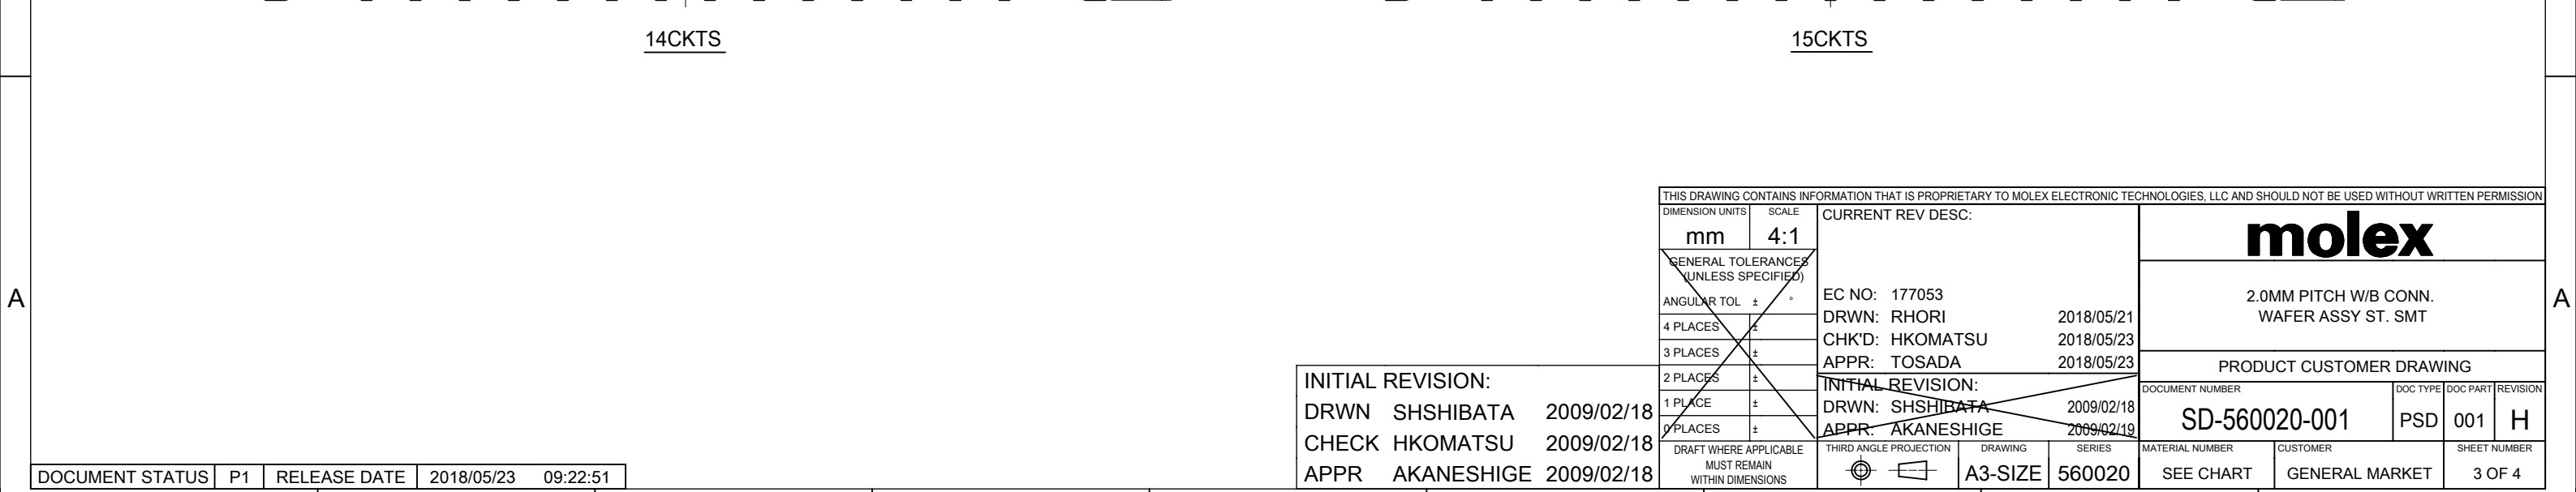 14CKTS
15CKTS
A
A
THIS DRAWING CONTAINS INFORMATION THAT IS PROPRIETARY TO MOLEX ELECTRONIC TECHNOLOGIES, LLC AND SHOULD NOT BE USED WITHOUT WRITTEN PERMISSION
DIMENSION UNITS
mm
SCALE
4:1
GENERAL TOLERANCES
(UNLESS SPECIFIED)
ANGULAR TOL ± °
4 PLACES ±
3 PLACES ±
2 PLACES ±
1 PLACE ±
0 PLACES ±
DRAFT WHERE APPLICABLE
MUST REMAIN
WITHIN DIMENSIONS
CURRENT REV DESC:
EC NO: 177053
DRWN: RHORI 2018/05/21
CHK'D: HKOMATSU 2018/05/23
APPR: TOSADA 2018/05/23
INITIAL REVISION:
DRWN: SHSHIBATA 2009/02/18
APPR: AKANESHIGE 2009/02/19
THIRD ANGLE PROJECTION
DRAWING
A3-SIZE
SERIES
560020
molex
2.0MM PITCH W/B CONN.
WAFER ASSY ST. SMT
PRODUCT CUSTOMER DRAWING
DOCUMENT NUMBER
SD-560020-001
DOC TYPE
PSD
DOC PART
001
REVISION
H
MATERIAL NUMBER
SEE CHART
CUSTOMER
GENERAL MARKET
SHEET NUMBER
3 OF 4
INITIAL REVISION:
DRWN SHSHIBATA 2009/02/18
CHECK HKOMATSU 2009/02/18
APPR AKANESHIGE 2009/02/18
DOCUMENT STATUS P1 RELEASE DATE 2018/05/23 09:22:51